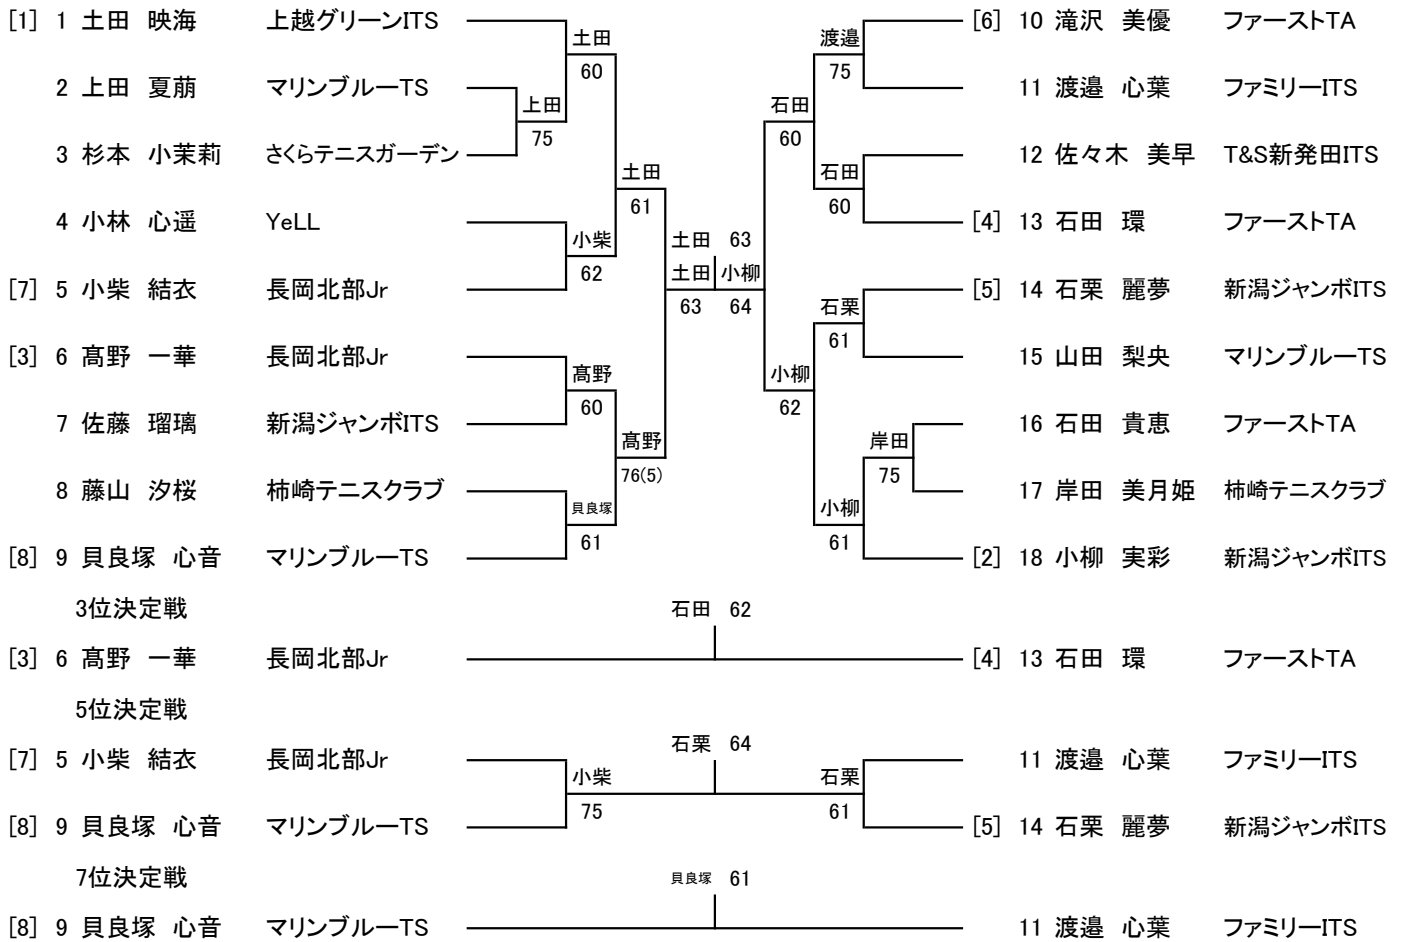 [1] 1 土田 映海 上越グリーンITS [6] 10 滝沢 美優 ファーストTA
土田 渡邉
60 75
2 上田 夏萠 マリンブルーTS 11 渡邉 心葉 ファミリーITS
上田 石田
75 60
3 杉本 小茉莉 さくらテニスガーデン 12 佐々木 美早 T&S新発田ITS
土田 石田
61 60
4 小林 心遥 YeLL [4] 13 石田 環 ファーストTA
小柴 土田 63
62 土田 小柳
[7] 5 小柴 結衣 長岡北部Jr [5] 14 石栗 麗夢 新潟ジャンボITS
63 64 石栗
61
[3] 6 髙野 一華 長岡北部Jr 15 山田 梨央 マリンブルーTS
髙野 小柳
60 62
7 佐藤 瑠璃 新潟ジャンボITS 16 石田 貴恵 ファーストTA
髙野 岸田
76(5) 75
8 藤山 汐桜 柿崎テニスクラブ 17 岸田 美月姫 柿崎テニスクラブ
貝良塚 小柳
61 61
[8] 9 貝良塚 心音 マリンブルーTS [2] 18 小柳 実彩 新潟ジャンボITS
3位決定戦 石田 62
[3] 6 髙野 一華 長岡北部Jr [4] 13 石田 環 ファーストTA
5位決定戦
石栗 64
[7] 5 小柴 結衣 長岡北部Jr 11 渡邉 心葉 ファミリーITS
小柴 石栗
75 61
[8] 9 貝良塚 心音 マリンブルーTS [5] 14 石栗 麗夢 新潟ジャンボITS
7位決定戦 貝良塚 61
[8] 9 貝良塚 心音 マリンブルーTS 11 渡邉 心葉 ファミリーITS